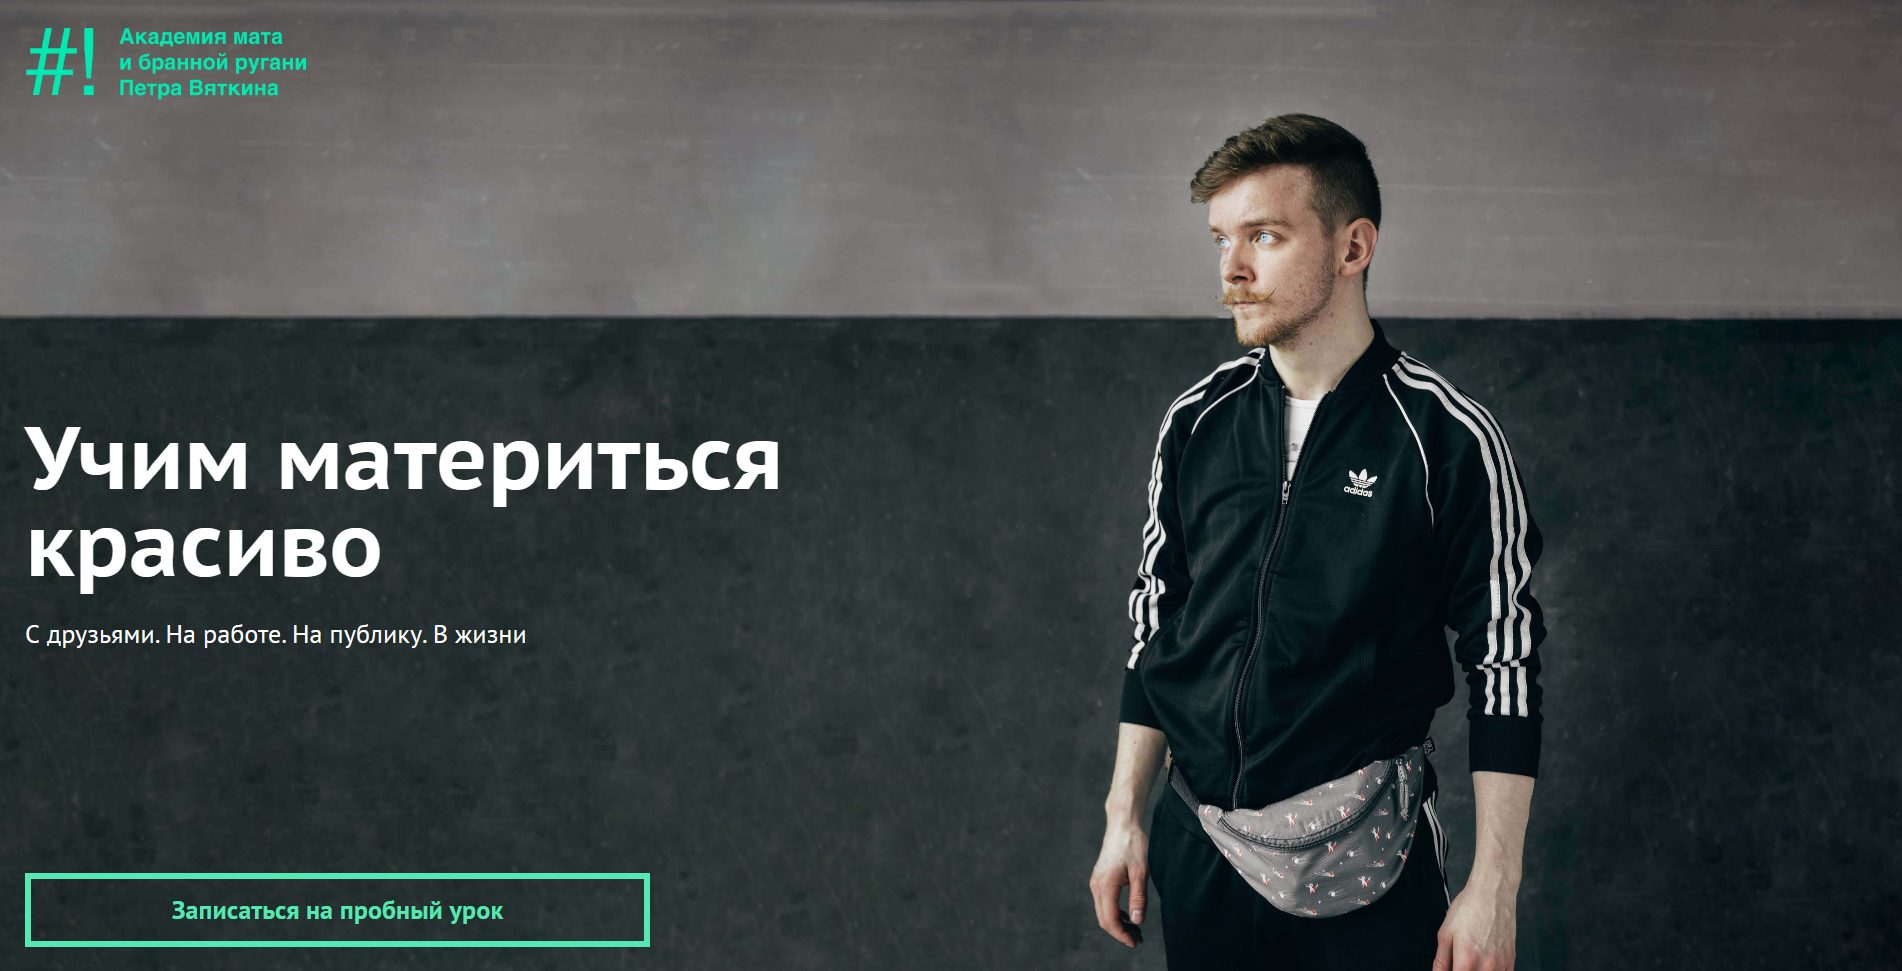 #!
Академия мата
и бранной ругани
Петра Вяткина
Учим материться
красиво
С друзьями. На работе. На публику. В жизни
adidas
Записаться на пробный урок